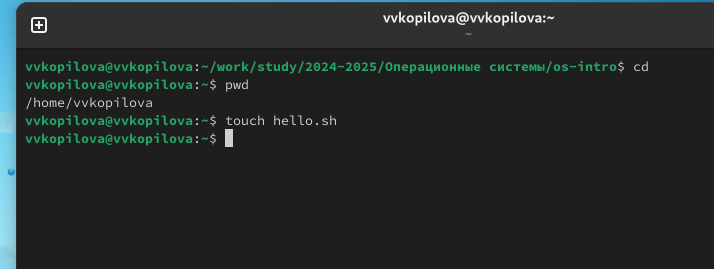 vvkopilova@vvkopilova:~
~
vvkopilova@vvkopilova:~/work/study/2024-2025/Операционные системы/os-intro$ cd
vvkopilova@vvkopilova:~$ pwd
/home/vvkopilova
vvkopilova@vvkopilova:~$ touch hello.sh
vvkopilova@vvkopilova:~$